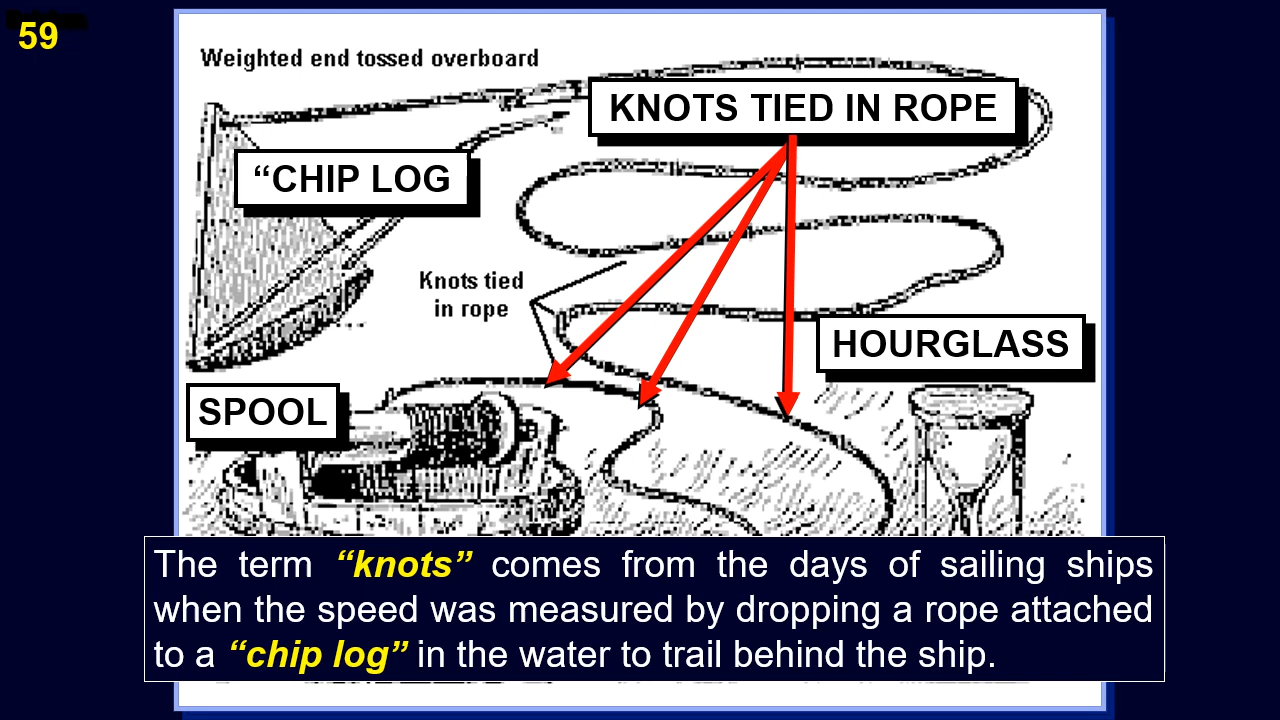 59
Weighted end tossed overboard
KNOTS TIED IN ROPE
“CHIP LOG
Knots tied
in rope
HOURGLASS
SPOOL
The term “knots” comes from the days of sailing ships
when the speed was measured by dropping a rope attached
to a “chip log” in the water to trail behind the ship.